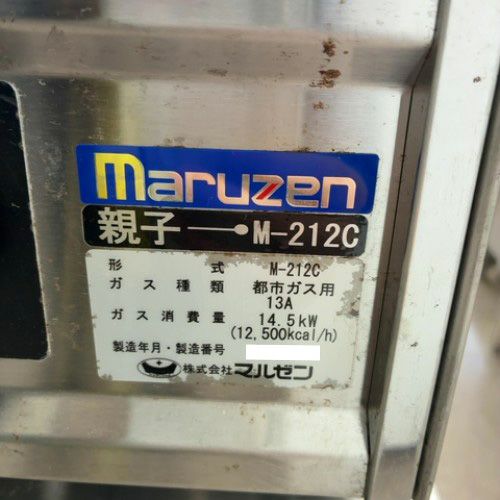 maruzen
親子 M-212C
形 式 M-212C
ガス種類 都市ガス用
13A
ガス消費量 14.5kW
(12,500kcal/h)
製造年月・製造番号
株式会社マルゼン